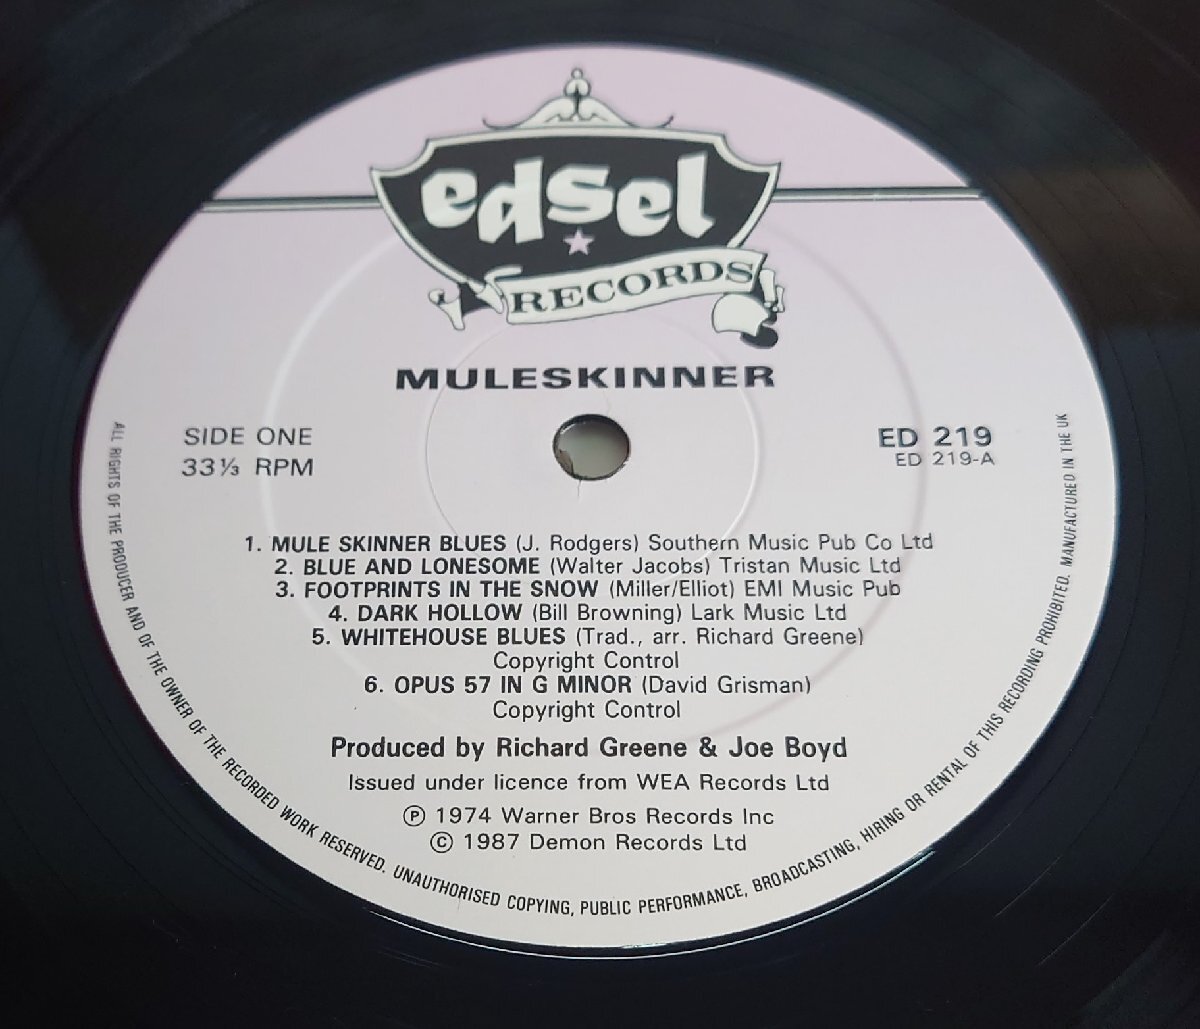 edsel
RECORDS
MULESKINNER
SIDE ONE
33⅓ RPM
ED 219
ED 219-A
1. MULE SKINNER BLUES (J. Rodgers) Southern Music Pub Co Ltd
2. BLUE AND LONESOME (Walter Jacobs) Tristan Music Ltd
3. FOOTPRINTS IN THE SNOW (Miller/Elliot) EMI Music Pub
4. DARK HOLLOW (Bill Browning) Lark Music Ltd
5. WHITEHOUSE BLUES (Trad., arr. Richard Greene)
Copyright Control
6. OPUS 57 IN G MINOR (David Grisman)
Copyright Control
Produced by Richard Greene & Joe Boyd
Issued under licence from WEA Records Ltd
℗ 1974 Warner Bros Records Inc
© 1987 Demon Records Ltd
ALL RIGHTS OF THE PRODUCER AND OF THE OWNER OF THE RECORDED WORK RESERVED. UNAUTHORISED COPYING, PUBLIC PERFORMANCE, BROADCASTING, HIRING OR RENTAL OF THIS RECORDING PROHIBITED. MANUFACTURED IN THE UK